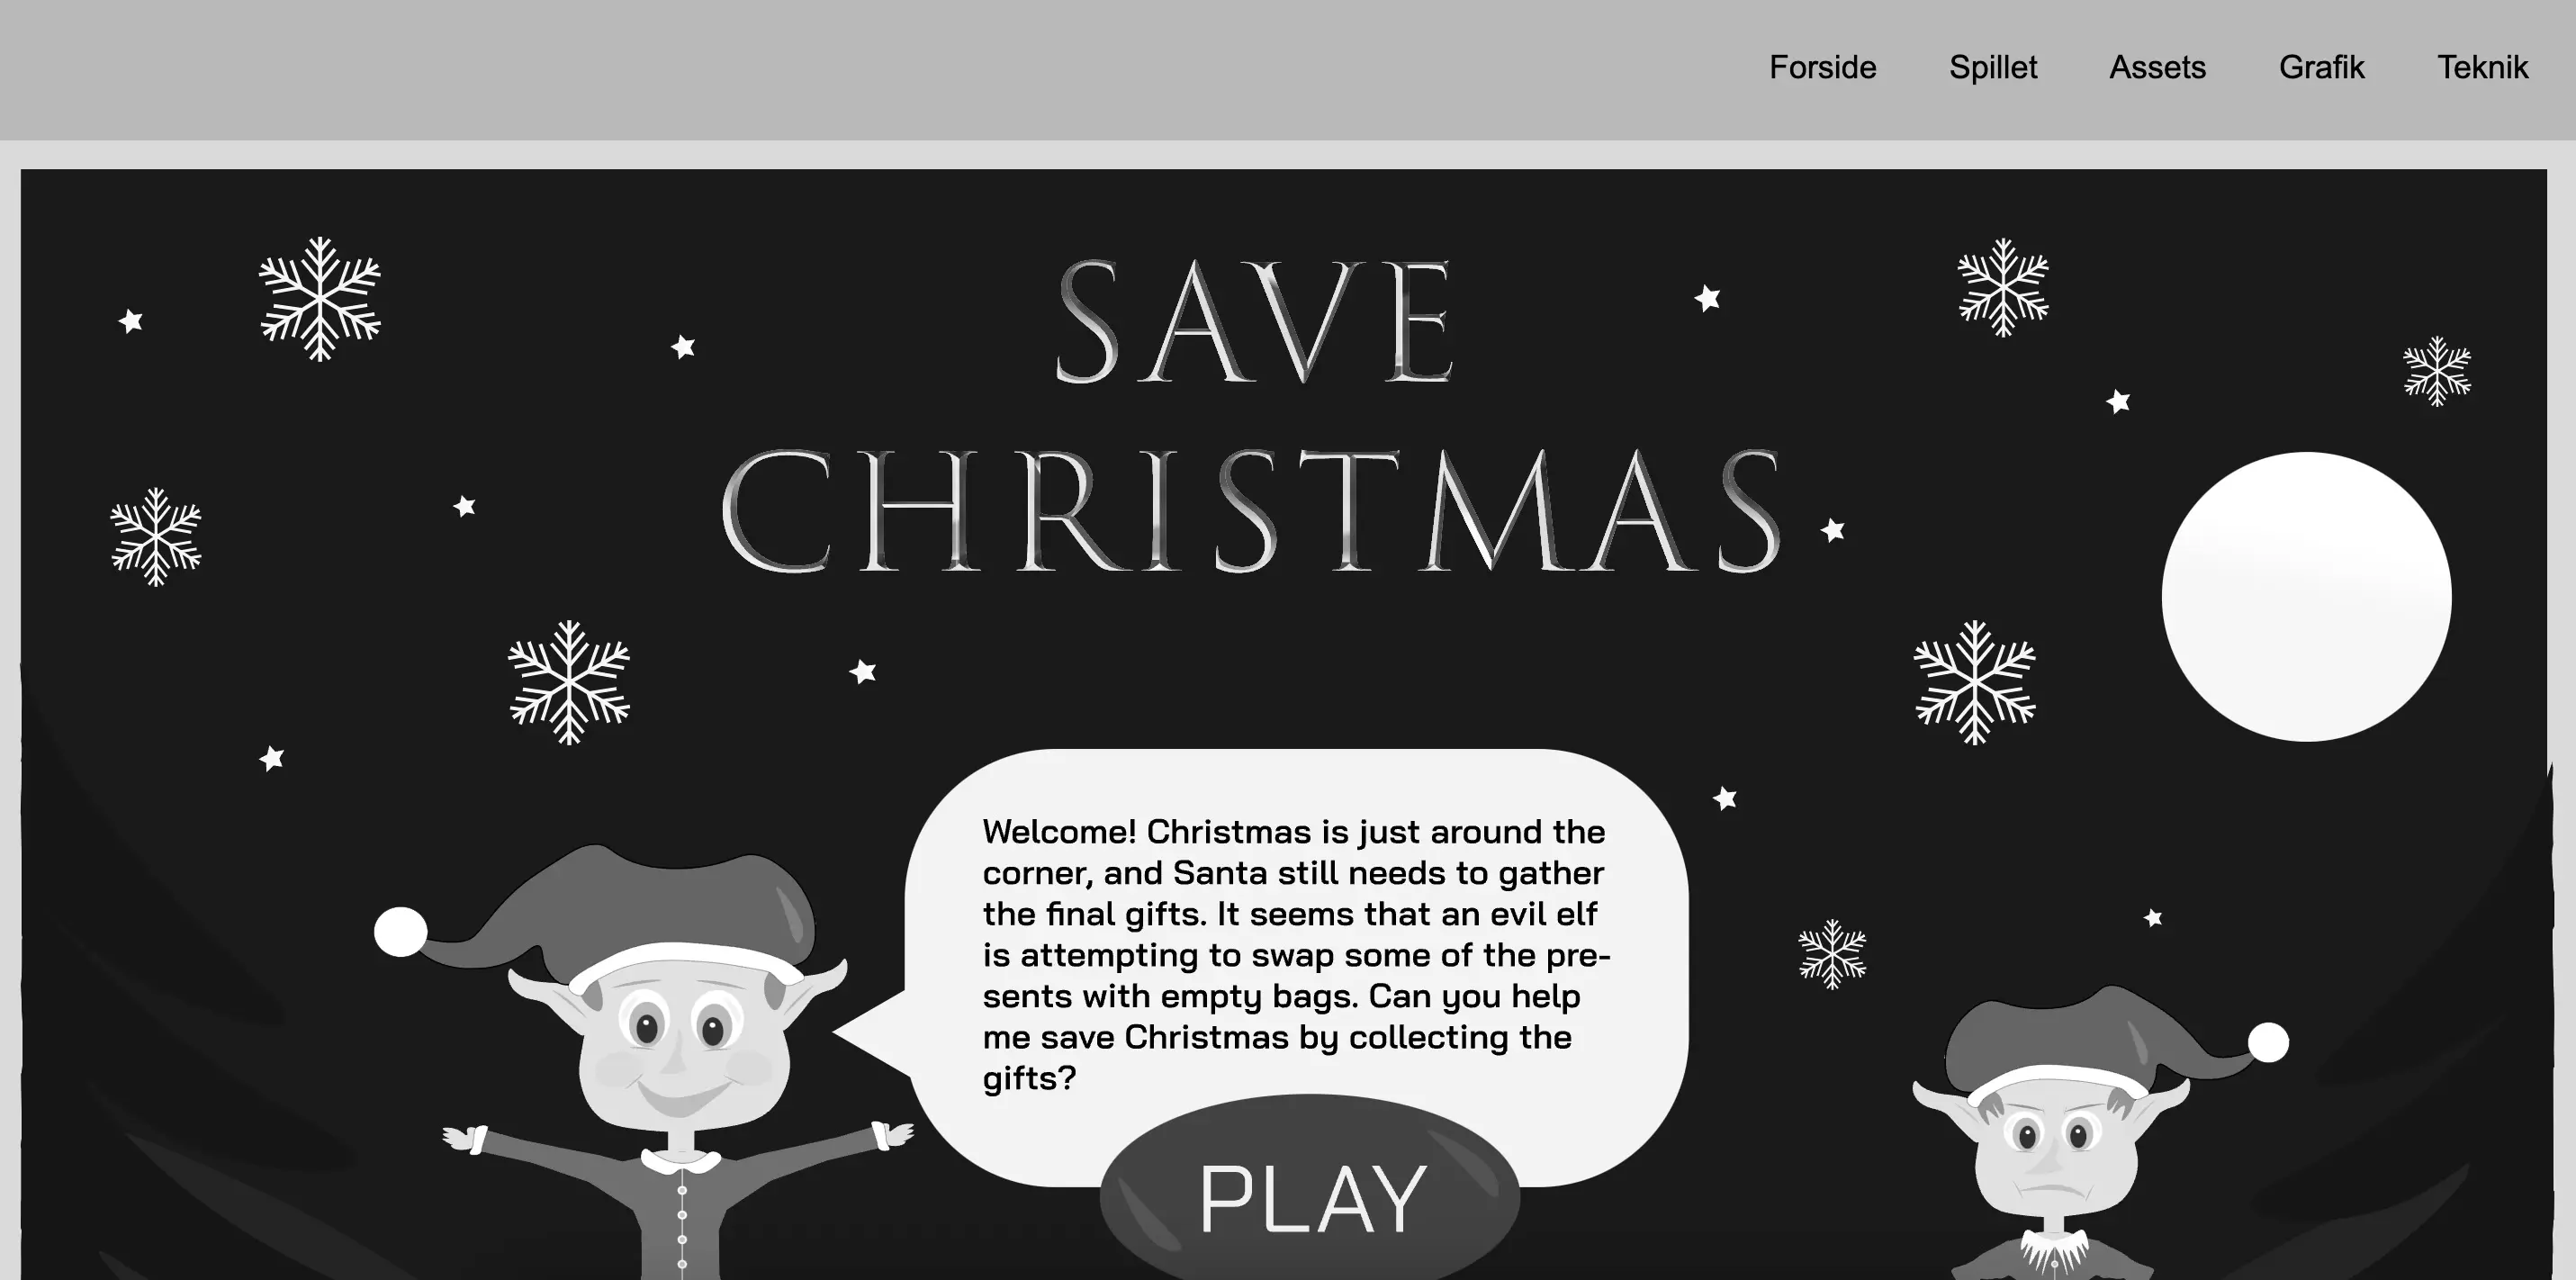 Forside Spillet Assets Grafik Teknik
SAVE
CHRISTMAS
Welcome! Christmas is just around the
corner, and Santa still needs to gather
the final gifts. It seems that an evil elf
is attempting to swap some of the pre-
sents with empty bags. Can you help
me save Christmas by collecting the
gifts?
PLAY